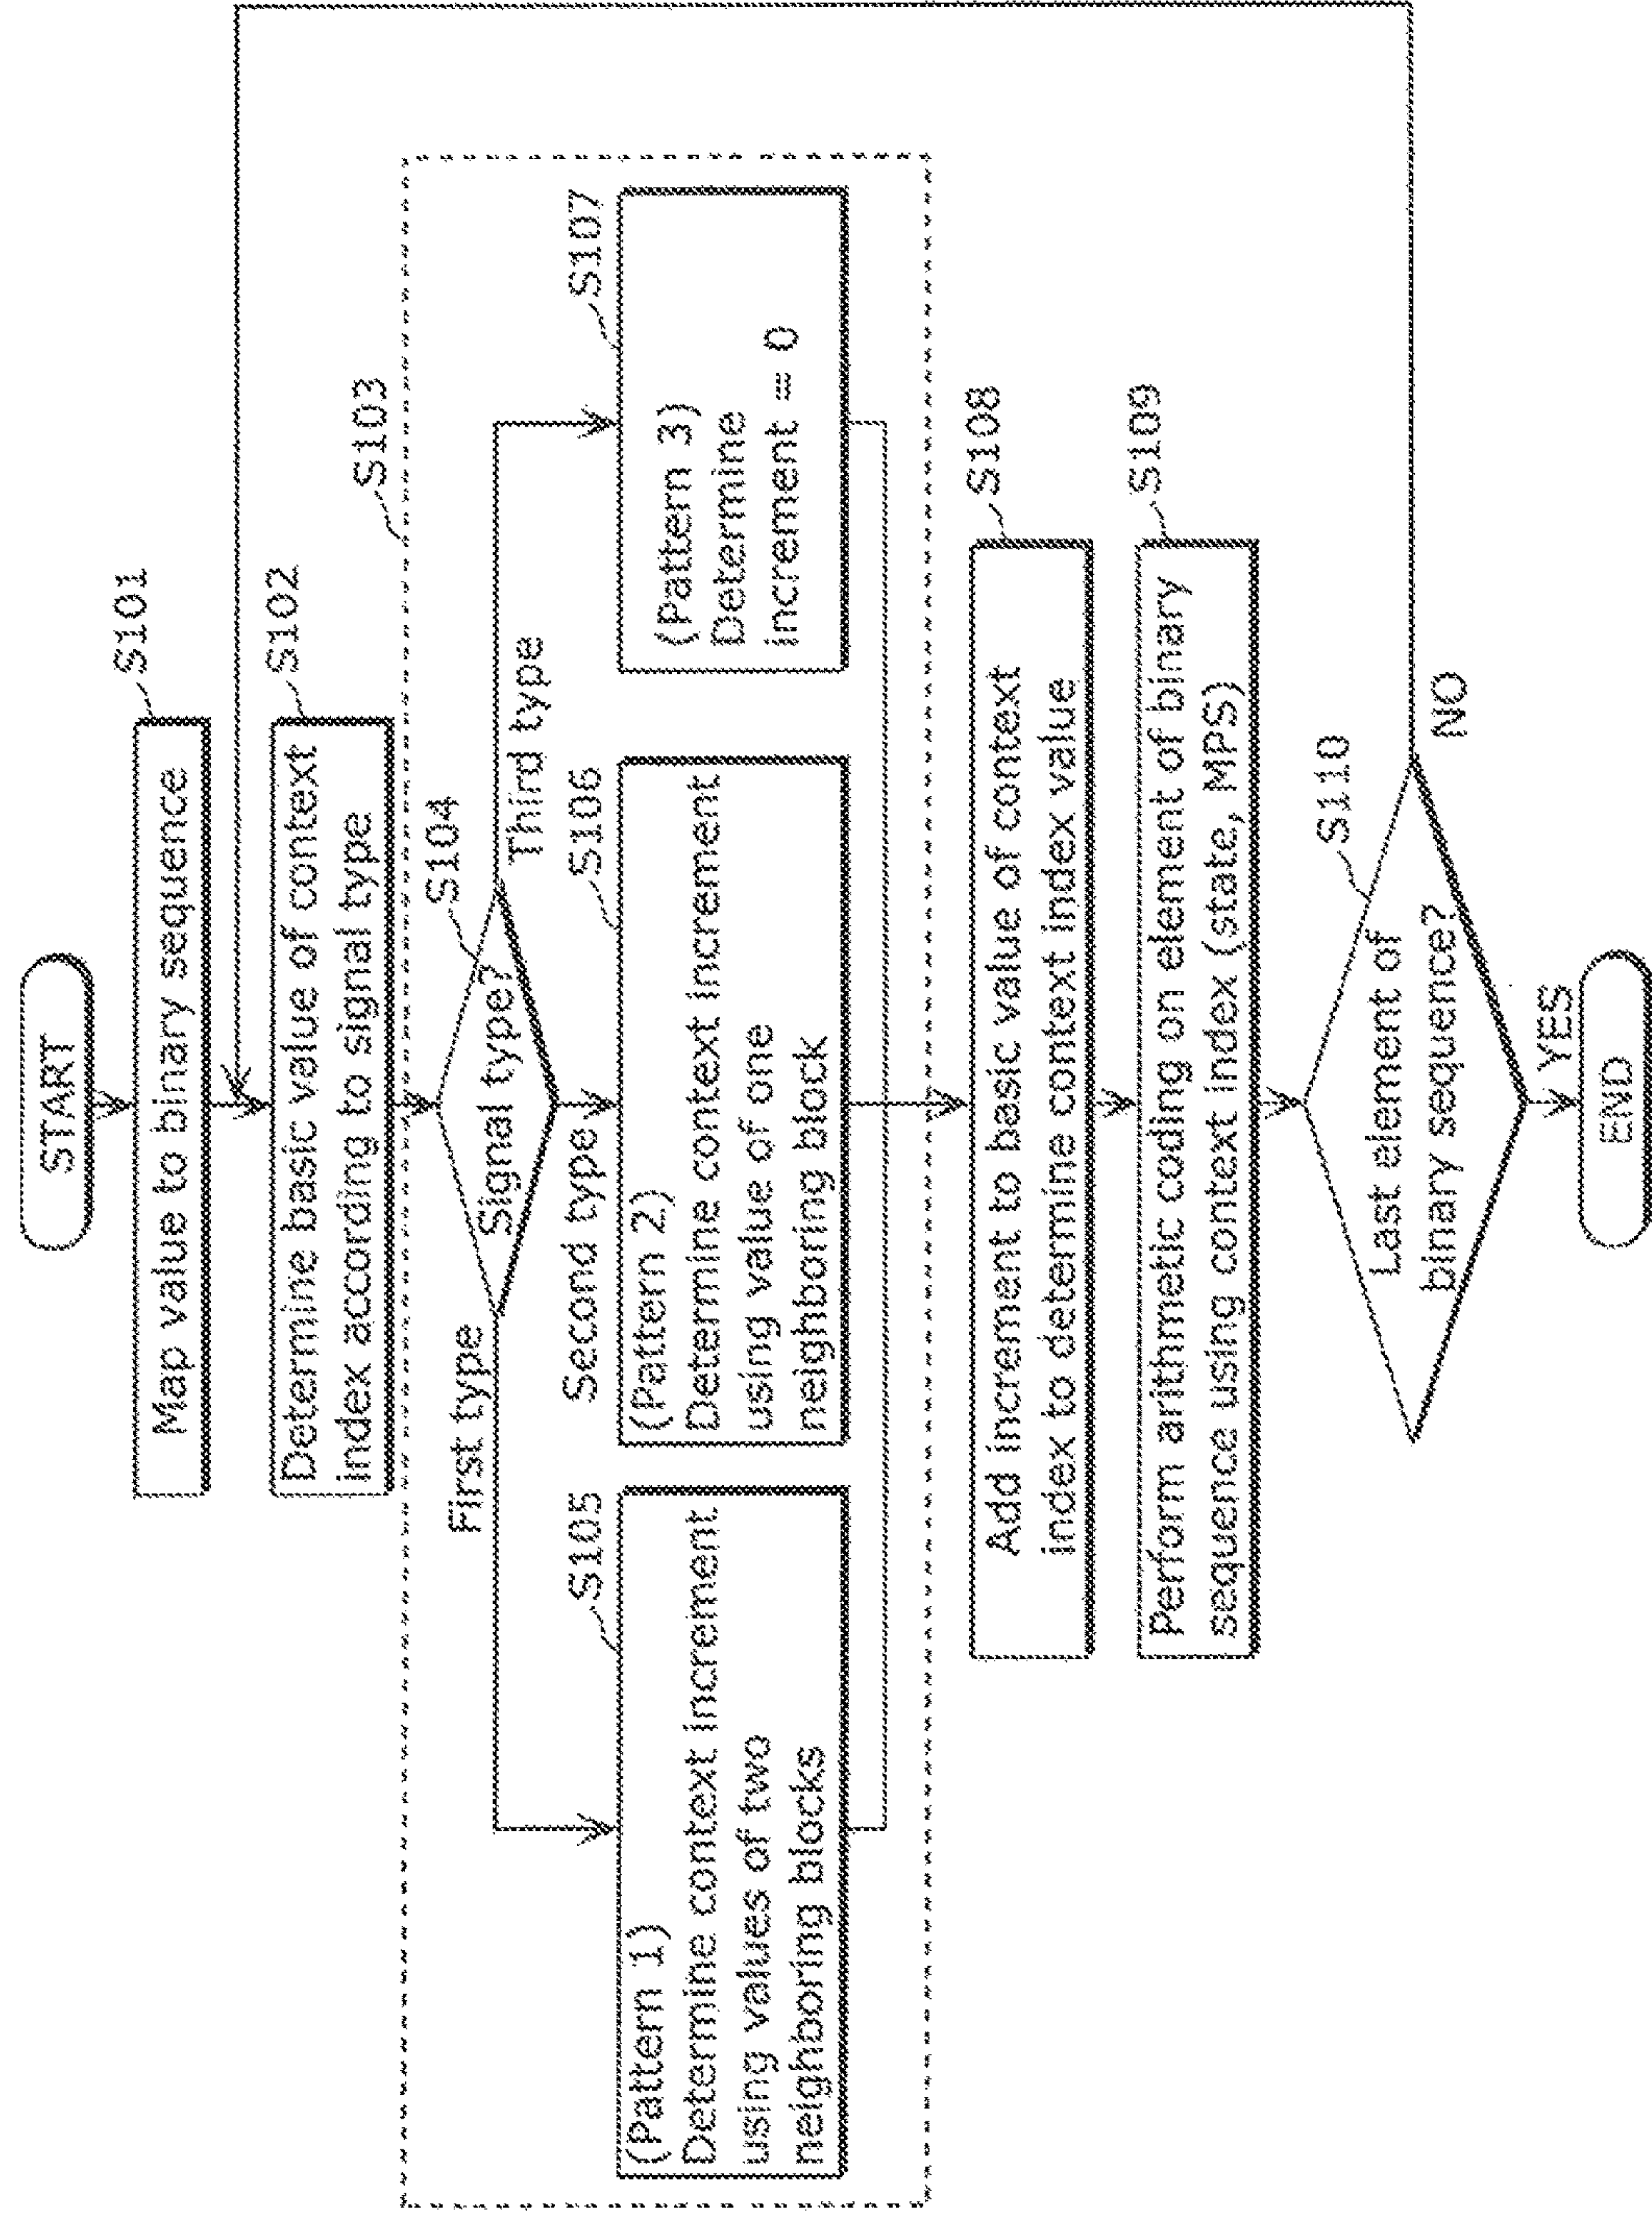 START
S101
Map value to binary sequence
S102
Determine basic value of context
index according to signal type
S103
S104
Signal type?
First type
Second type
Third type
S105
(Pattern 1)
Determine context increment
using values of two
neighboring blocks
S106
(Pattern 2)
Determine context increment
using value of one
neighboring block
S107
(Pattern 3)
Determine
increment = 0
S108
Add increment to basic value of context
index to determine context index value
S109
Perform arithmetic coding on element of binary
sequence using context index (state, MPS)
S110
Last element of
binary sequence?
NO
YES
END